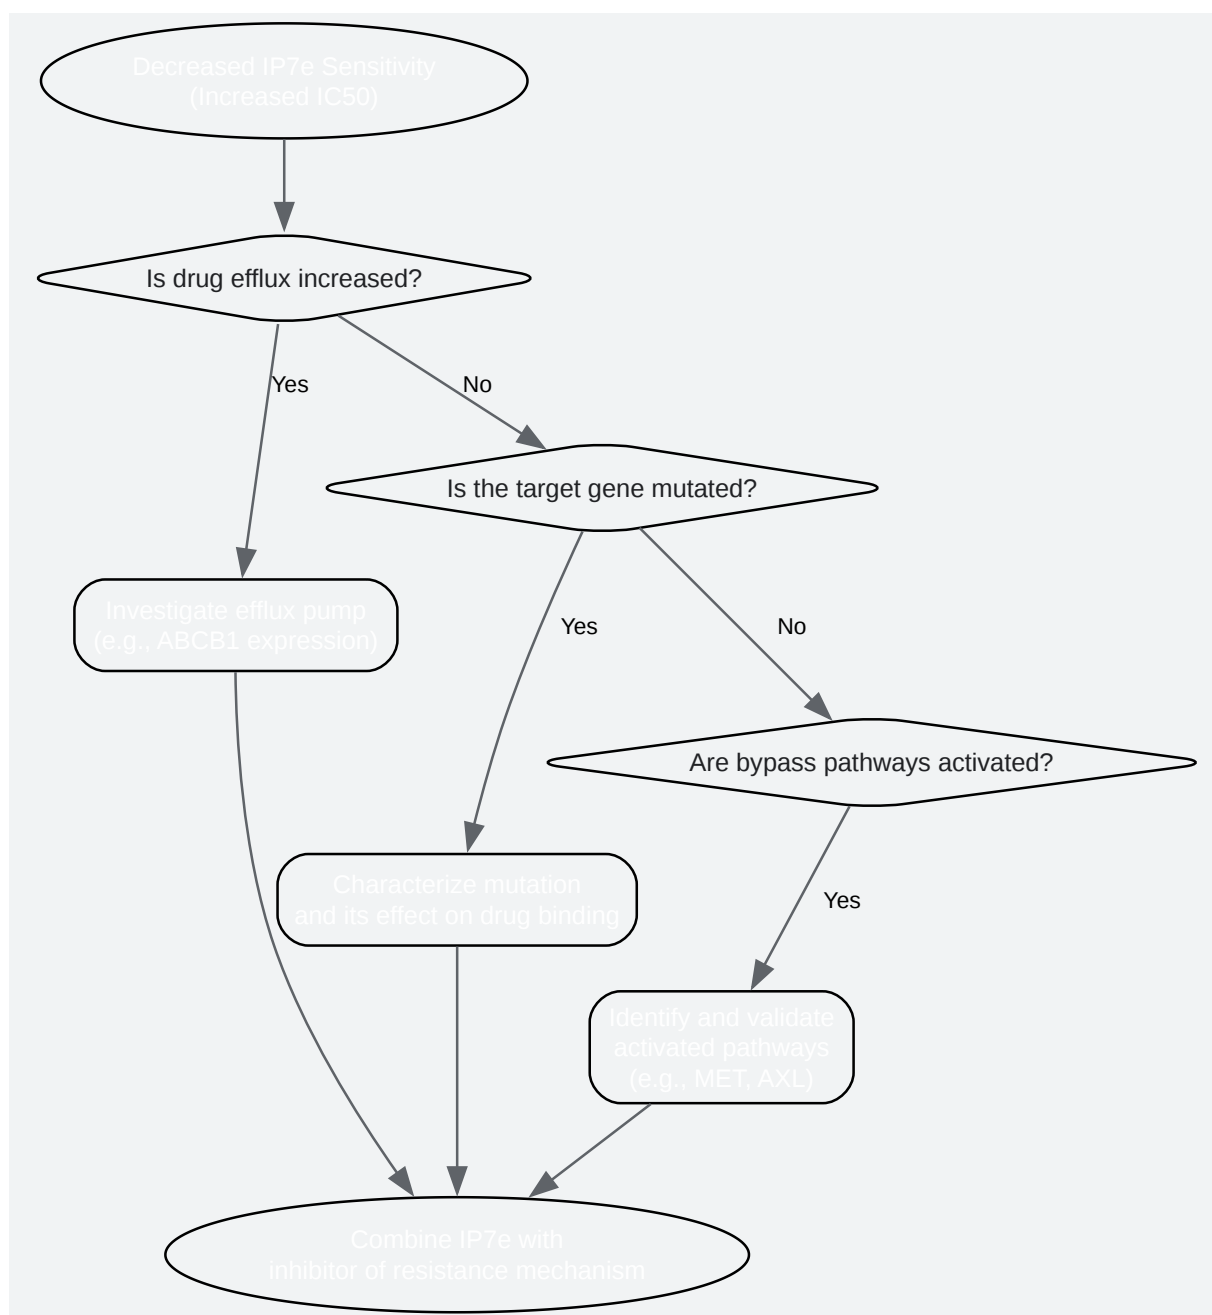 Decreased IP7e Sensitivity
(Increased IC50)
Is drug efflux increased?
Yes
No
Is the target gene mutated?
Investigate efflux pump
(e.g., ABCB1 expression)
Yes
No
Are bypass pathways activated?
Characterize mutation
and its effect on drug binding
Yes
Identify and validate
activated pathways
(e.g., MET, AXL)
Combine IP7e with
inhibitor of resistance mechanism